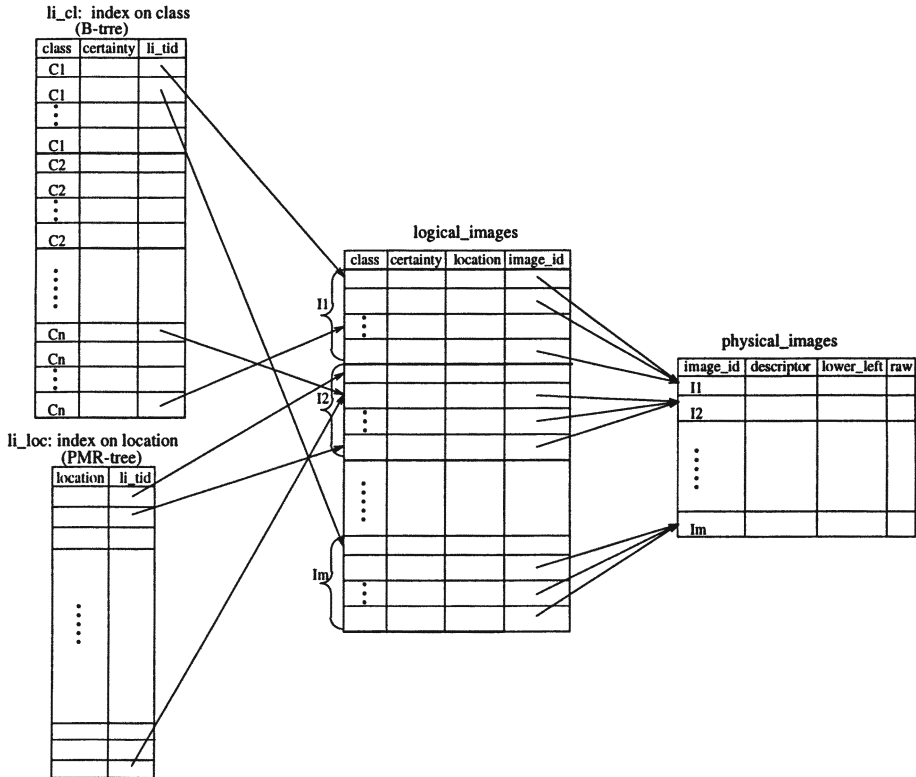 li_cl: index on class
(B-trre)
class certainty li_tid
C1
C1
C1
C2
C2
C2
Cn
Cn
Cn
li_loc: index on location
(PMR-tree)
location li_tid
logical_images
class certainty location image_id
I1
I2
Im
physical_images
image_id descriptor lower_left raw
I1
I2
Im